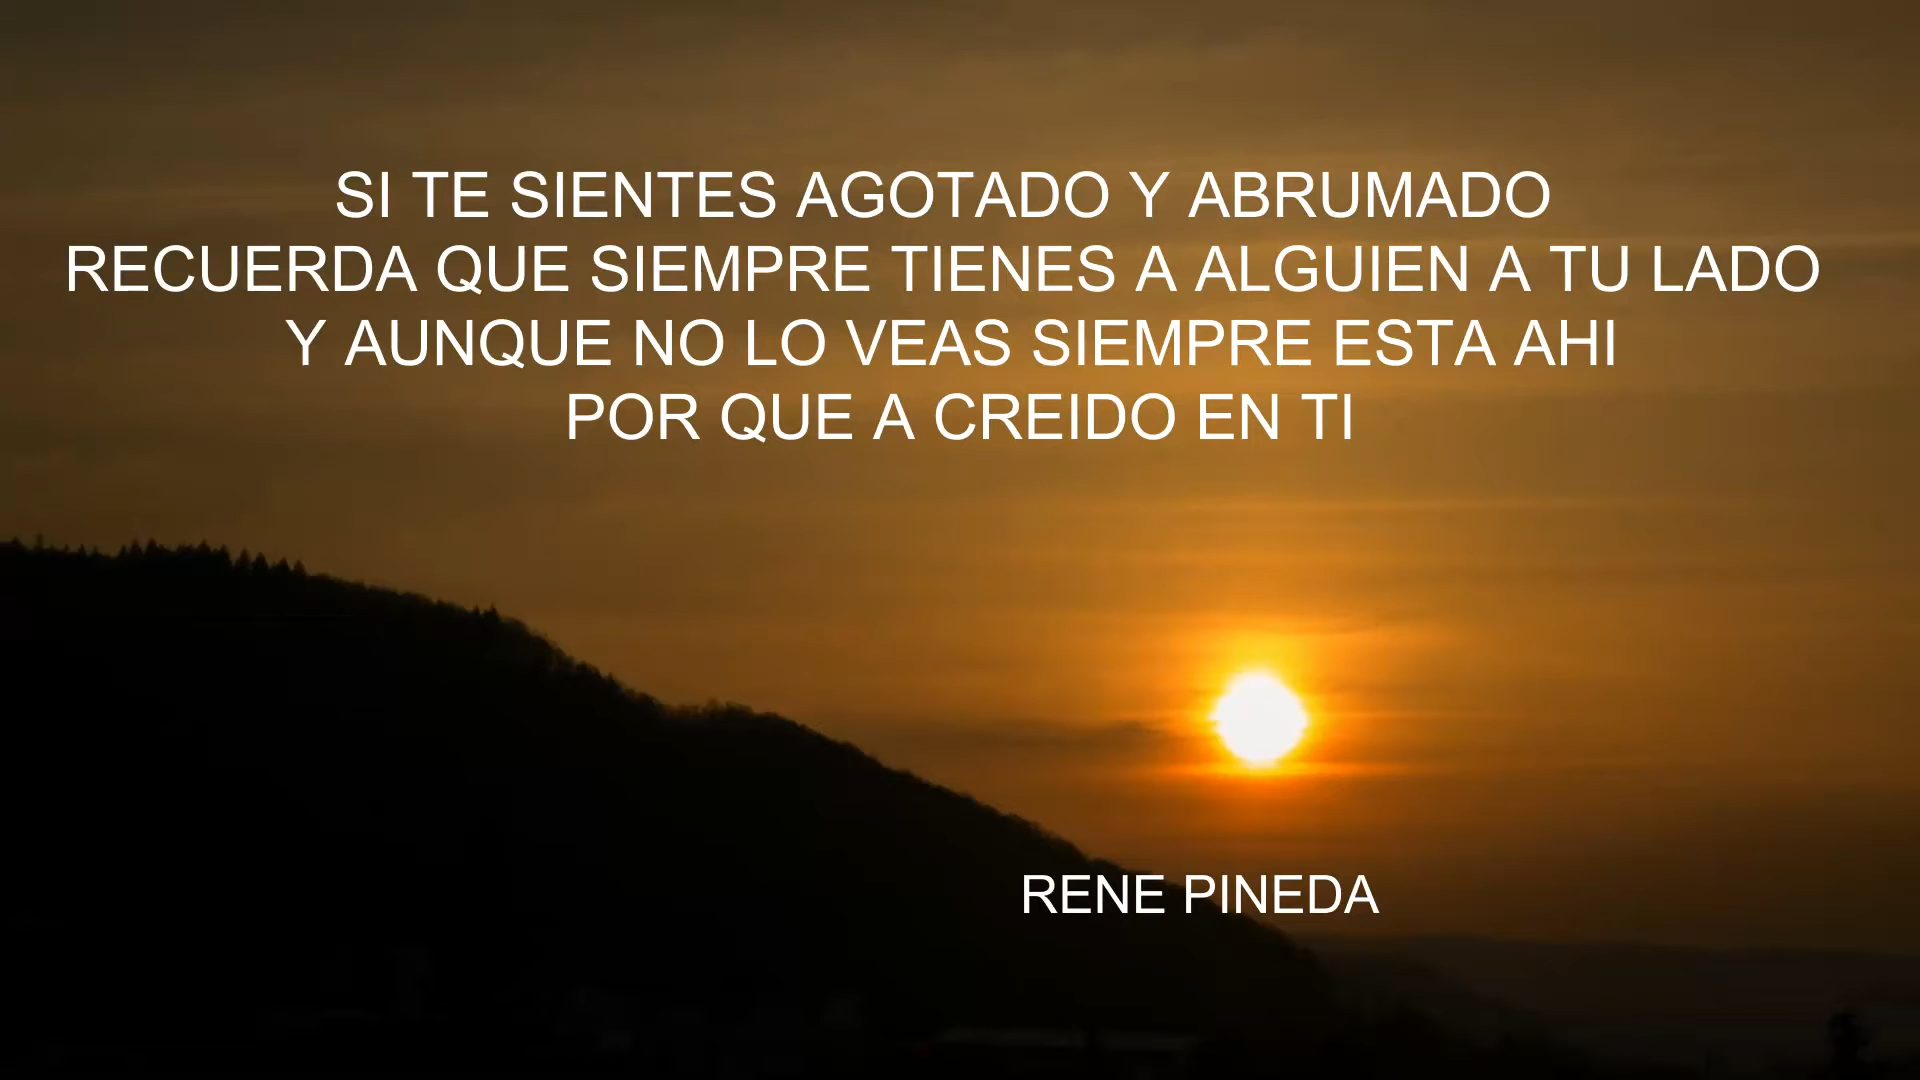 SI TE SIENTES AGOTADO Y ABRUMADO
RECUERDA QUE SIEMPRE TIENES A ALGUIEN A TU LADO
Y AUNQUE NO LO VEAS SIEMPRE ESTA AHI
POR QUE A CREIDO EN TI
RENE PINEDA